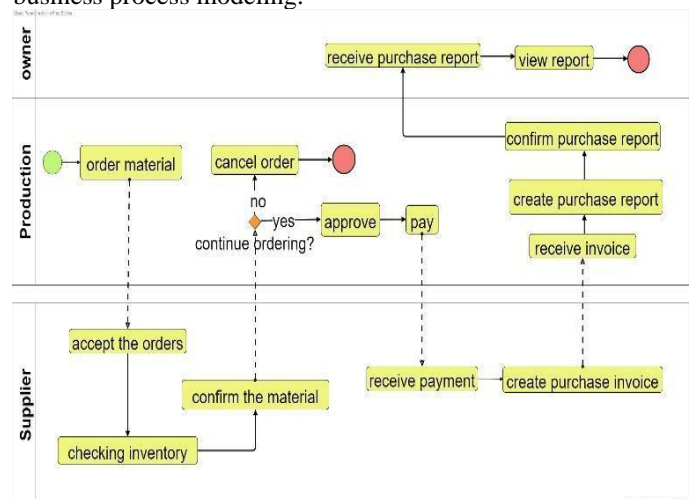 business process modeling.
owner
receive purchase report
view report
Production
order material
cancel order
confirm purchase report
no
yes
approve
pay
create purchase report
continue ordering?
receive invoice
Supplier
accept the orders
confirm the material
receive payment
create purchase invoice
checking inventory